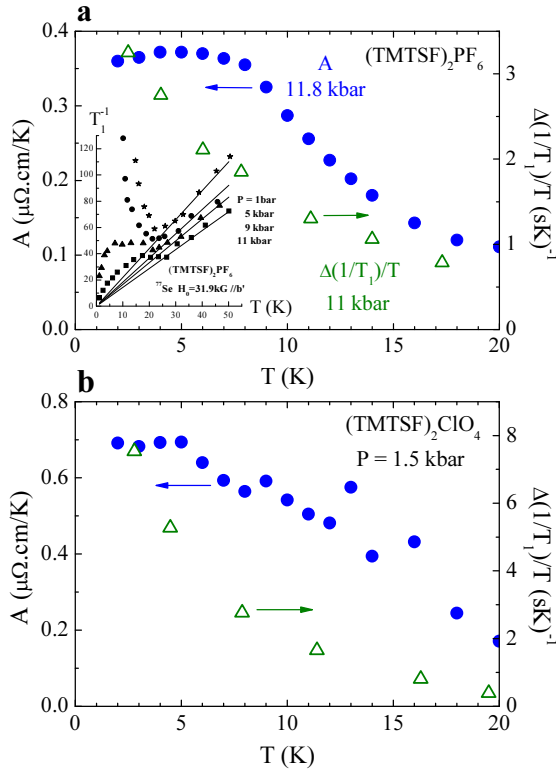 a
(TMTSF)₂PF₆
A
11.8 kbar
0.4
0.3
0.2
0.1
0.0
A (μΩ.cm/K)
3
2
1
0
Δ(1/T₁)/T (sK)⁻¹
T₁⁻¹
140
120
100
80
60
40
20
0
0 10 20 30 40 50
T (K)
P = 1bar
5 kbar
9 kbar
11 kbar
(TMTSF)₂PF₆
⁷⁷Se H₀=31.9kG //b'
Δ(1/T₁)/T
11 kbar
0 5 10 15 20
T (K)
b
(TMTSF)₂ClO₄
P = 1.5 kbar
0.8
0.6
0.4
0.2
0.0
A (μΩ.cm/K)
8
6
4
2
0
Δ(1/T₁)/T (sK)⁻¹
0 5 10 15 20
T (K)